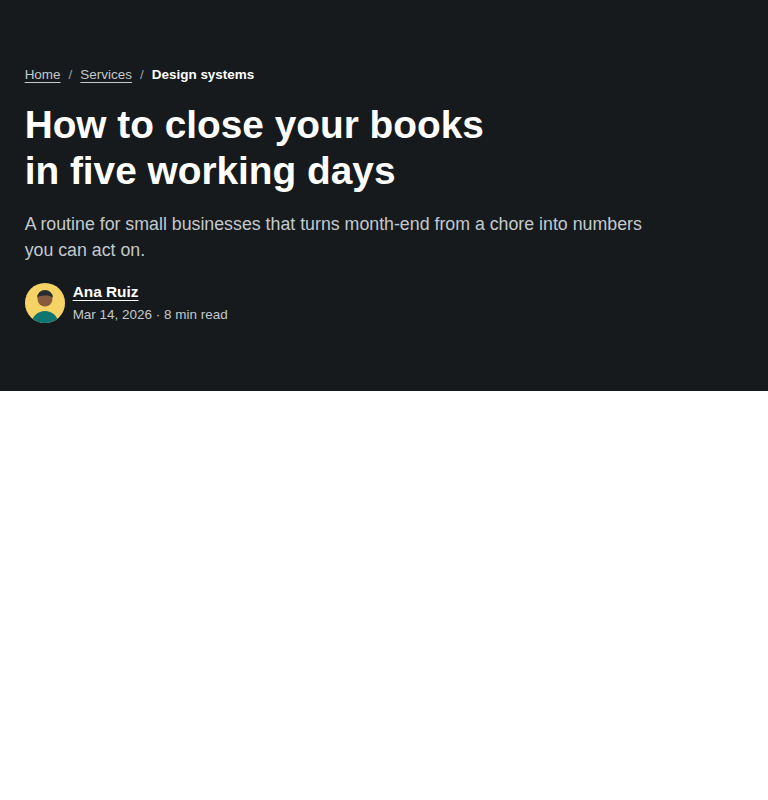 Home / Services / Design systems
How to close your books
in five working days
A routine for small businesses that turns month-end from a chore into numbers
you can act on.
Ana Ruiz
Mar 14, 2026 · 8 min read